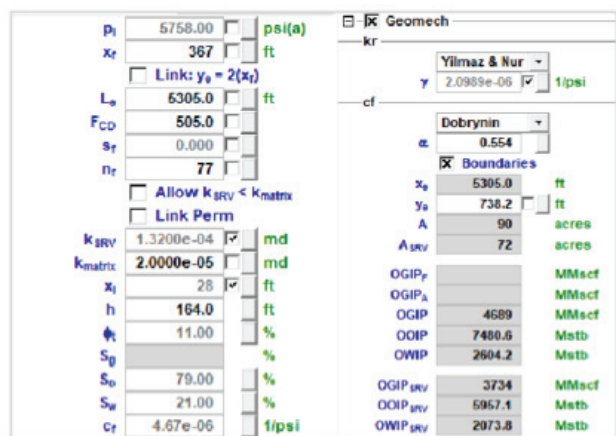 pi 5758.00 psi(a)
xf 367 ft
Link: ye = 2(xf)
Le 5305.0 ft
FCD 505.0
sf 0.000
nf 77
Allow kSRV < kmatrix
Link Perm
kSRV 1.3200e-04 md
kmatrix 2.0000e-05 md
xI 28 ft
h 164.0 ft
ϕt 11.00 %
Sg %
So 79.00 %
Sw 21.00 %
cf 4.67e-06 1/psi
Geomech
kr
Yilmaz & Nur
γ 2.0989e-06 1/psi
cf
Dobrynin
α 0.554
Boundaries
xe 5305.0 ft
ye 738.2 ft
A 90 acres
ASRV 72 acres
OGIPF MMscf
OGIPA MMscf
OGIP 4689 MMscf
OOIP 7480.6 Mstb
OWIP 2604.2 Mstb
OGIPSRV 3734 MMscf
OOIPSRV 5957.1 Mstb
OWIPSRV 2073.8 Mstb